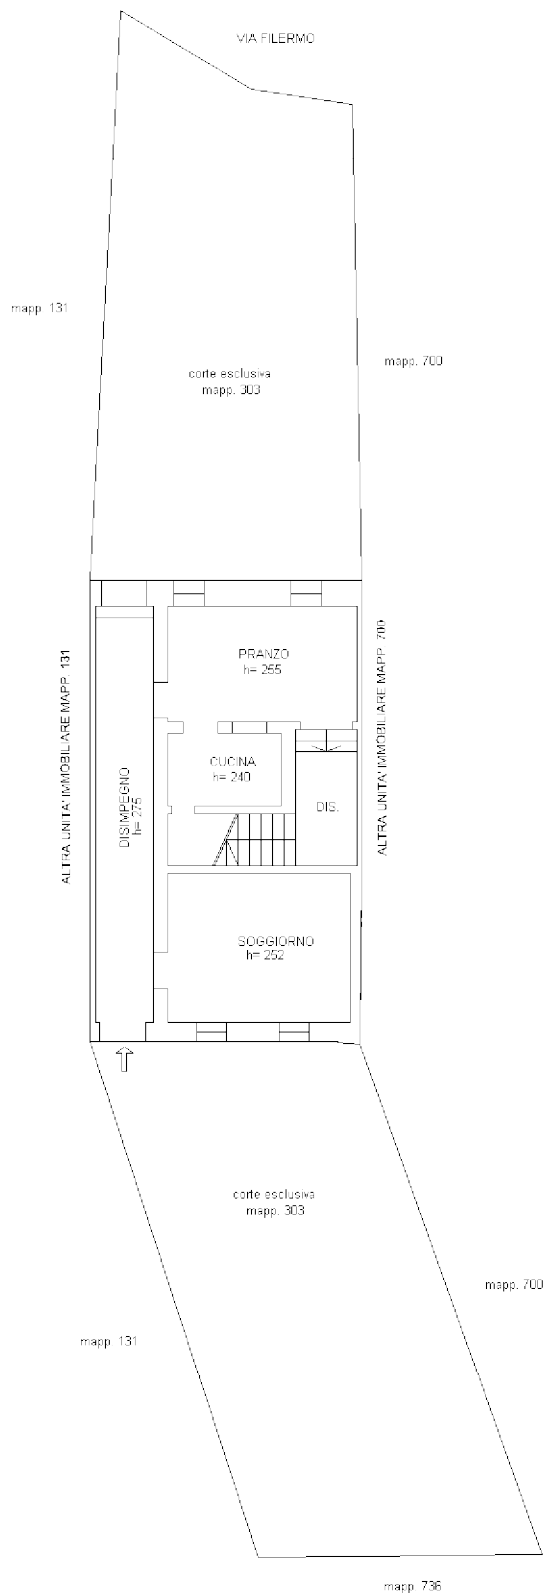 VIA FILERMO
mapp. 131
mapp. 700
corte esclusiva
mapp. 303
ALTRA UNITA' IMMOBILIARE MAPP. 131
ALTRA UNITA' IMMOBILIARE MAPP. 700
PRANZO
h= 255
CUCINA
h= 240
DISIMPEGNO
h= 275
DIS.
SOGGIORNO
h= 252
corte esclusiva
mapp. 303
mapp. 700
mapp. 131
mapp. 736